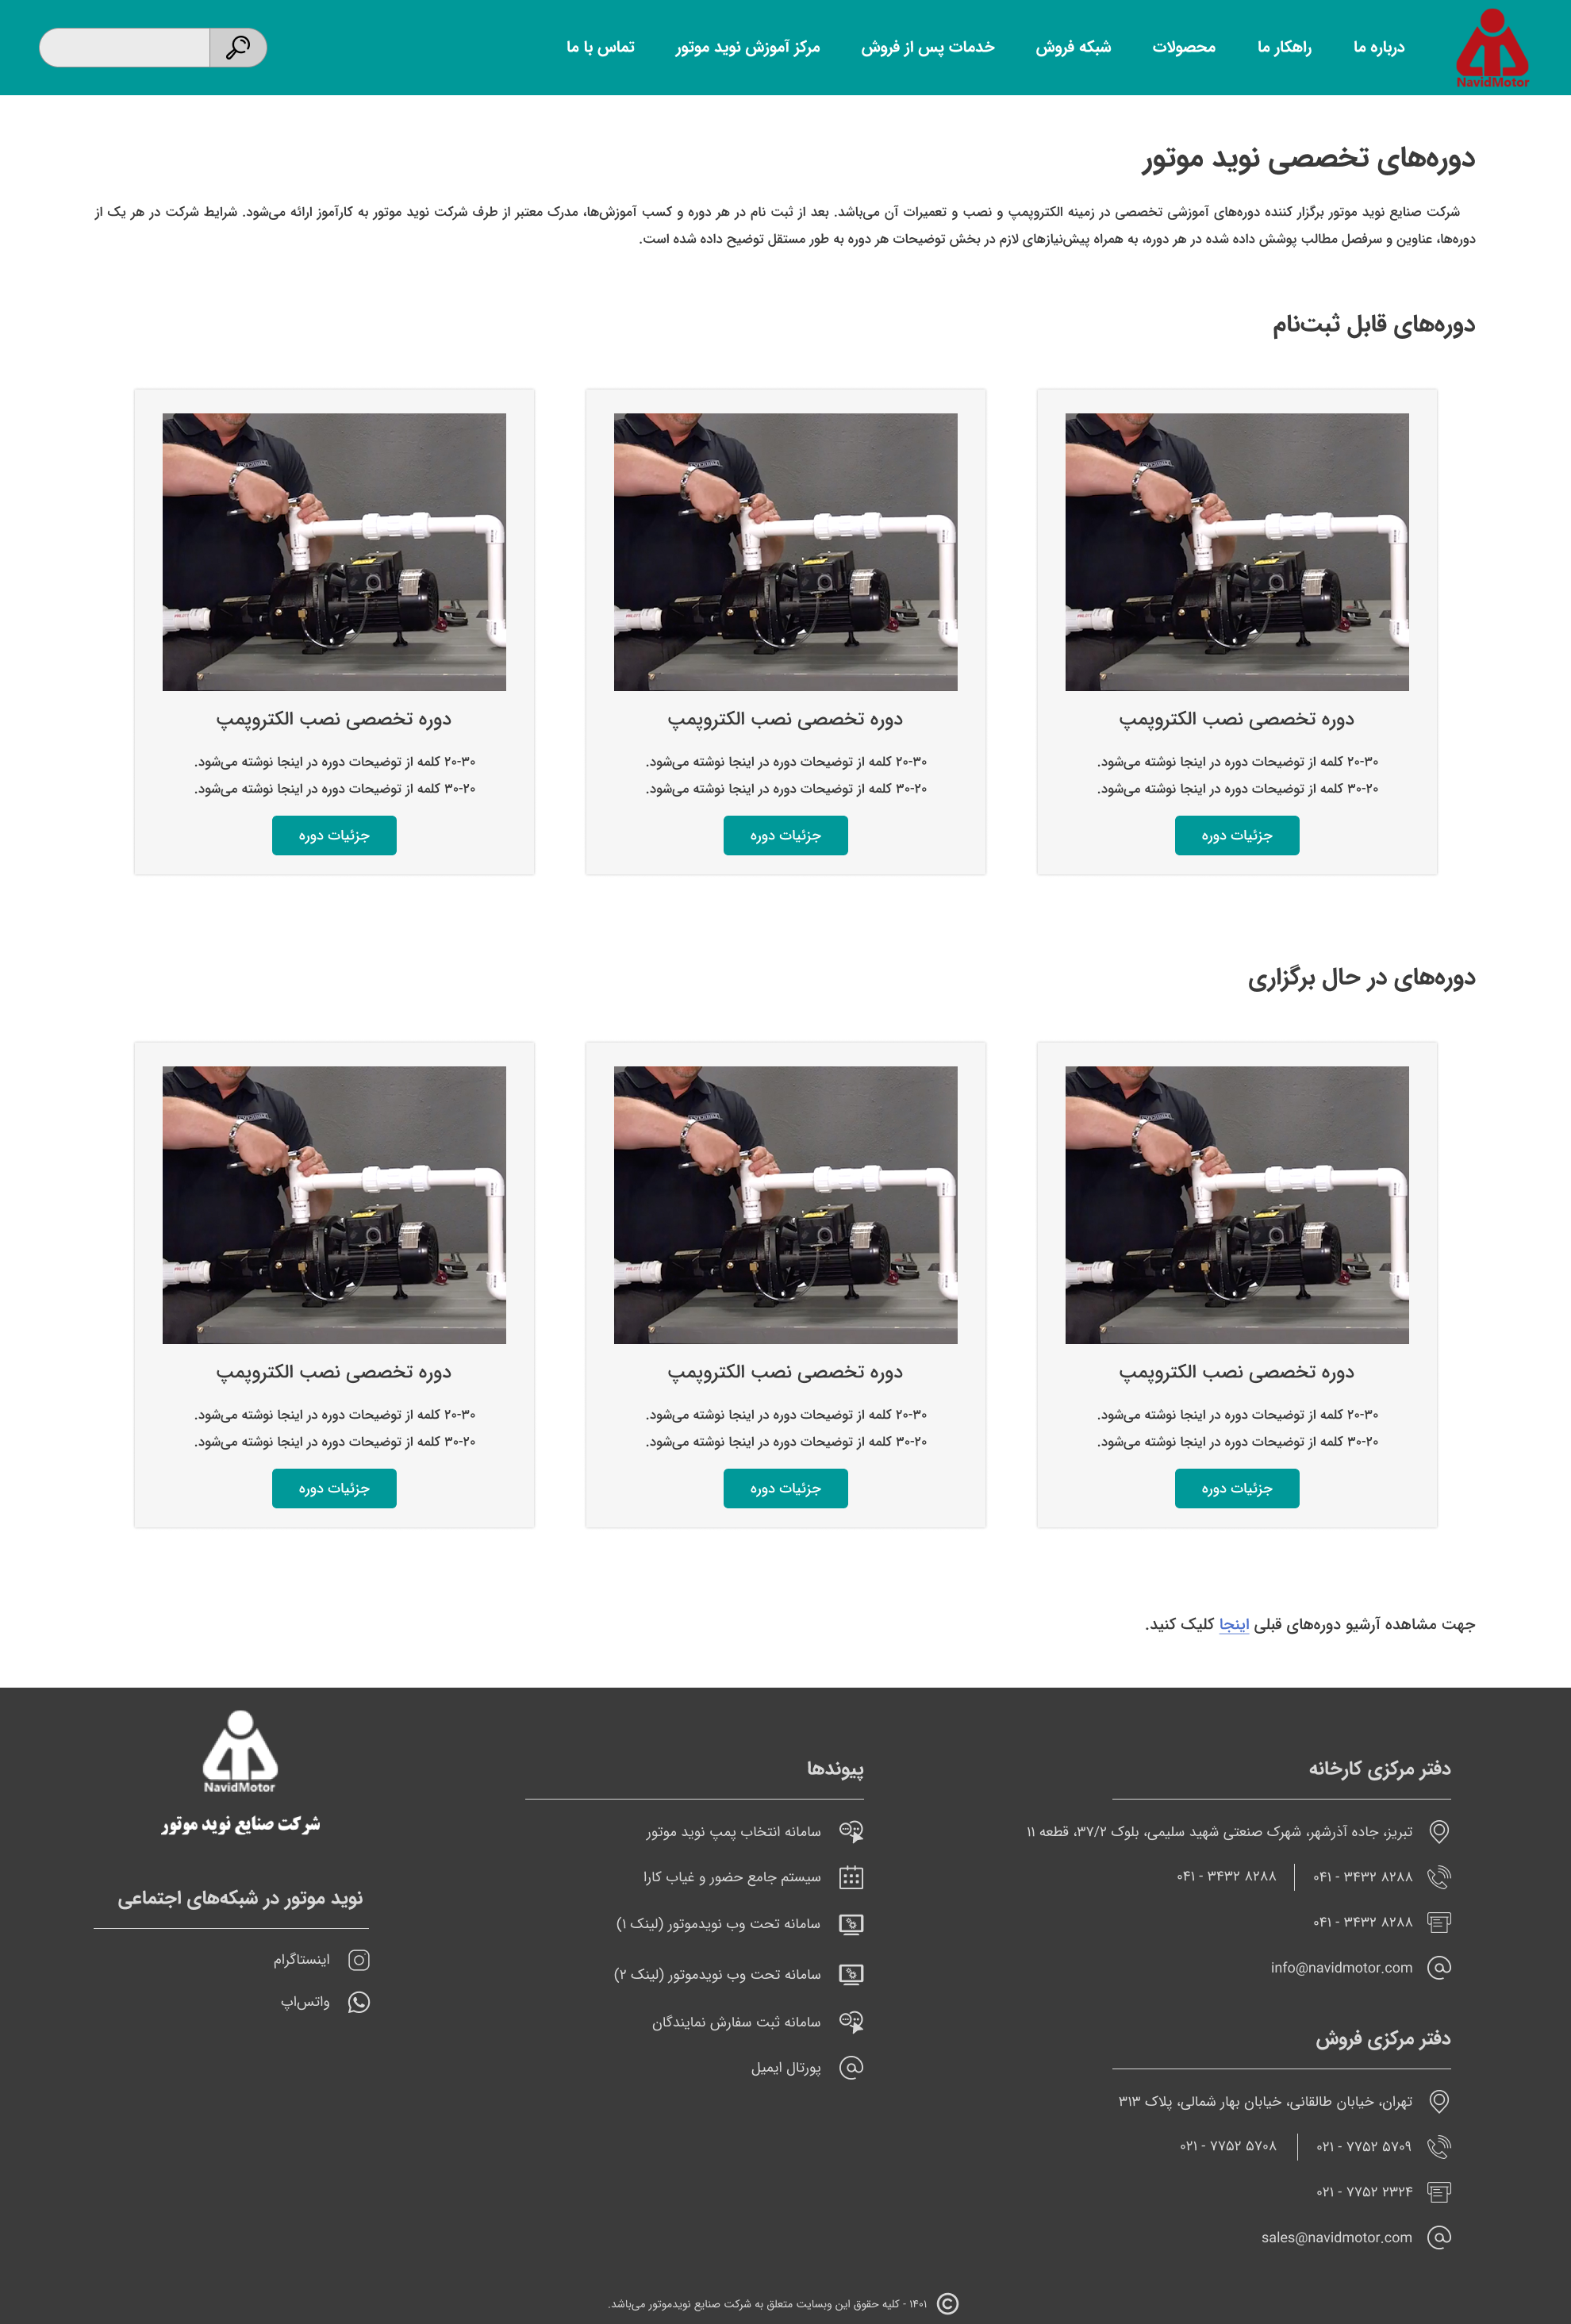 NavidMotor
درباره ما
راهکار ما
محصولات
شبکه فروش
خدمات پس از فروش
مرکز آموزش نوید موتور
تماس با ما
دوره‌های تخصصی نوید موتور
شرکت صنایع نوید موتور برگزار کننده دوره‌های آموزشی تخصصی در زمینه الکتروپمپ و نصب و تعمیرات آن می‌باشد. بعد از ثبت نام در هر دوره و کسب آموزش‌ها، مدرک معتبر از طرف شرکت نوید موتور به کارآموز ارائه می‌شود. شرایط شرکت در هر یک از
دوره‌ها، عناوین و سرفصل مطالب پوشش داده شده در هر دوره، به همراه پیش‌نیازهای لازم در بخش توضیحات هر دوره به طور مستقل توضیح داده شده است.
دوره‌های قابل ثبت‌نام
دوره تخصصی نصب الکتروپمپ
۲۰-۳۰ کلمه از توضیحات دوره در اینجا نوشته می‌شود.
۳۰-۲۰ کلمه از توضیحات دوره در اینجا نوشته می‌شود.
جزئیات دوره
دوره تخصصی نصب الکتروپمپ
۲۰-۳۰ کلمه از توضیحات دوره در اینجا نوشته می‌شود.
۳۰-۲۰ کلمه از توضیحات دوره در اینجا نوشته می‌شود.
جزئیات دوره
دوره تخصصی نصب الکتروپمپ
۲۰-۳۰ کلمه از توضیحات دوره در اینجا نوشته می‌شود.
۳۰-۲۰ کلمه از توضیحات دوره در اینجا نوشته می‌شود.
جزئیات دوره
دوره‌های در حال برگزاری
دوره تخصصی نصب الکتروپمپ
۲۰-۳۰ کلمه از توضیحات دوره در اینجا نوشته می‌شود.
۳۰-۲۰ کلمه از توضیحات دوره در اینجا نوشته می‌شود.
جزئیات دوره
دوره تخصصی نصب الکتروپمپ
۲۰-۳۰ کلمه از توضیحات دوره در اینجا نوشته می‌شود.
۳۰-۲۰ کلمه از توضیحات دوره در اینجا نوشته می‌شود.
جزئیات دوره
دوره تخصصی نصب الکتروپمپ
۲۰-۳۰ کلمه از توضیحات دوره در اینجا نوشته می‌شود.
۳۰-۲۰ کلمه از توضیحات دوره در اینجا نوشته می‌شود.
جزئیات دوره
جهت مشاهده آرشیو دوره‌های قبلی اینجا کلیک کنید.
دفتر مرکزی کارخانه
تبریز، جاده آذرشهر، شهرک صنعتی شهید سلیمی، بلوک ۳۷/۲، قطعه ۱۱
۰۴۱ - ۳۴۳۲ ۸۲۸۸
۰۴۱ - ۳۴۳۲ ۸۲۸۸
۰۴۱ - ۳۴۳۲ ۸۲۸۸
info@navidmotor.com
دفتر مرکزی فروش
تهران، خیابان طالقانی، خیابان بهار شمالی، پلاک ۳۱۳
۰۲۱ - ۷۷۵۲ ۵۷۰۹
۰۲۱ - ۷۷۵۲ ۵۷۰۸
۰۲۱ - ۷۷۵۲ ۲۳۲۴
sales@navidmotor.com
پیوندها
سامانه انتخاب پمپ نوید موتور
سیستم جامع حضور و غیاب کارا
سامانه تحت وب نویدموتور (لینک ۱)
سامانه تحت وب نویدموتور (لینک ۲)
سامانه ثبت سفارش نمایندگان
پورتال ایمیل
NavidMotor
شرکت صنایع نوید موتور
نوید موتور در شبکه‌های اجتماعی
اینستاگرام
واتس‌اپ
۱۴۰۱ - کلیه حقوق این وبسایت متعلق به شرکت صنایع نویدموتور می‌باشد.